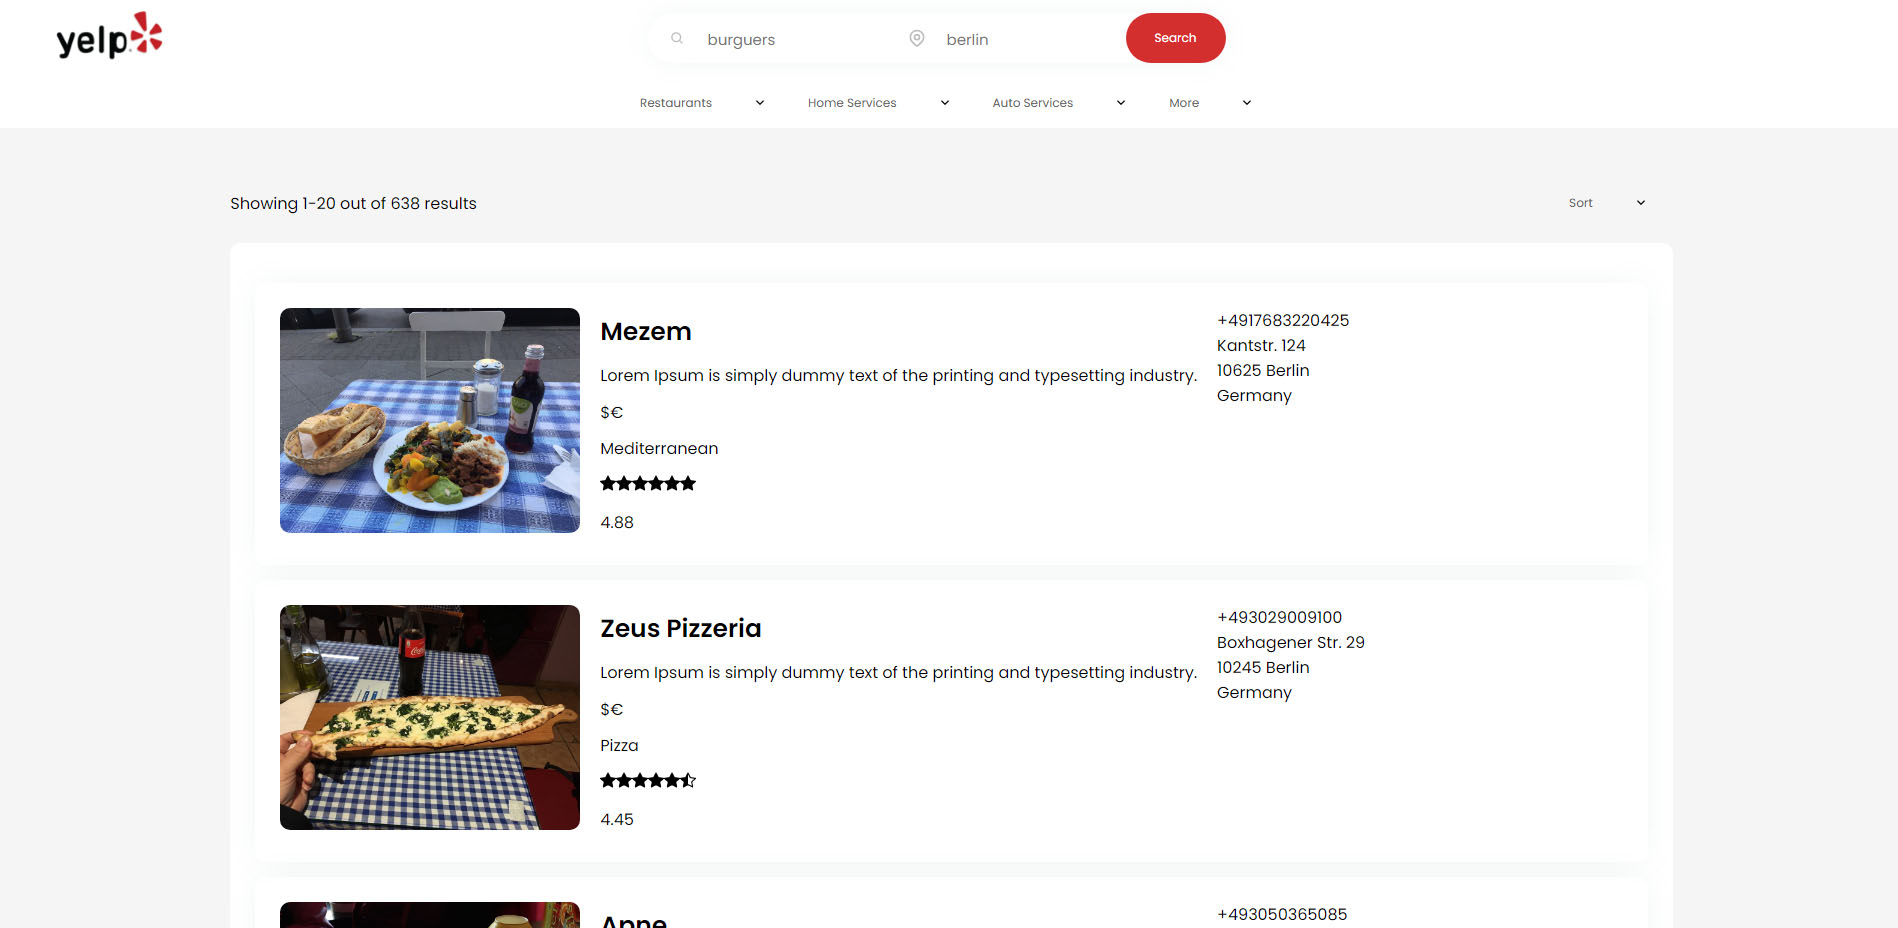 yelp
burguers
berlin
Search
Restaurants
Home Services
Auto Services
More
Showing 1-20 out of 638 results
Sort
Mezem
Lorem Ipsum is simply dummy text of the printing and typesetting industry.
$€
Mediterranean
4.88
+4917683220425
Kantstr. 124
10625 Berlin
Germany
Zeus Pizzeria
Lorem Ipsum is simply dummy text of the printing and typesetting industry.
$€
Pizza
4.45
+493029009100
Boxhagener Str. 29
10245 Berlin
Germany
+493050365085